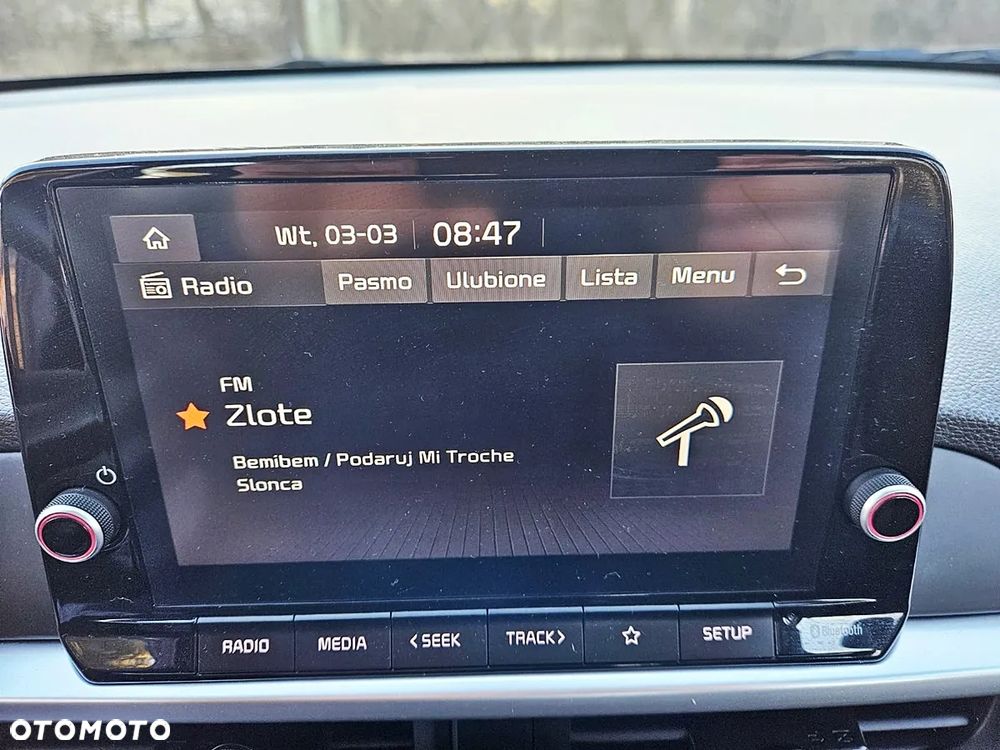 Wt, 03-03 08:47
Radio Pasmo Ulubione Lista Menu
FM
Zlote
Bemibem / Podaruj Mi Troche
Slonca
RADIO MEDIA <SEEK TRACK> SETUP Bluetooth
OTOMOTO